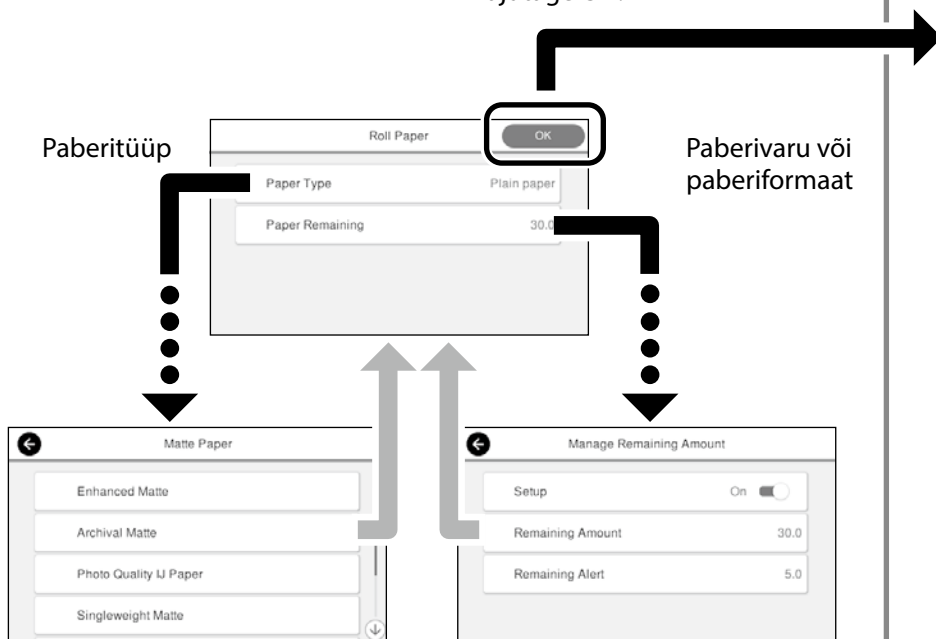 Roll Paper
OK
Paberitüüp
Paberivaru või
paberiformaat
Paper Type
Plain paper
Paper Remaining
30.0
Matte Paper
Enhanced Matte
Archival Matte
Photo Quality IJ Paper
Singleweight Matte
Manage Remaining Amount
Setup
On
Remaining Amount
30.0
Remaining Alert
5.0